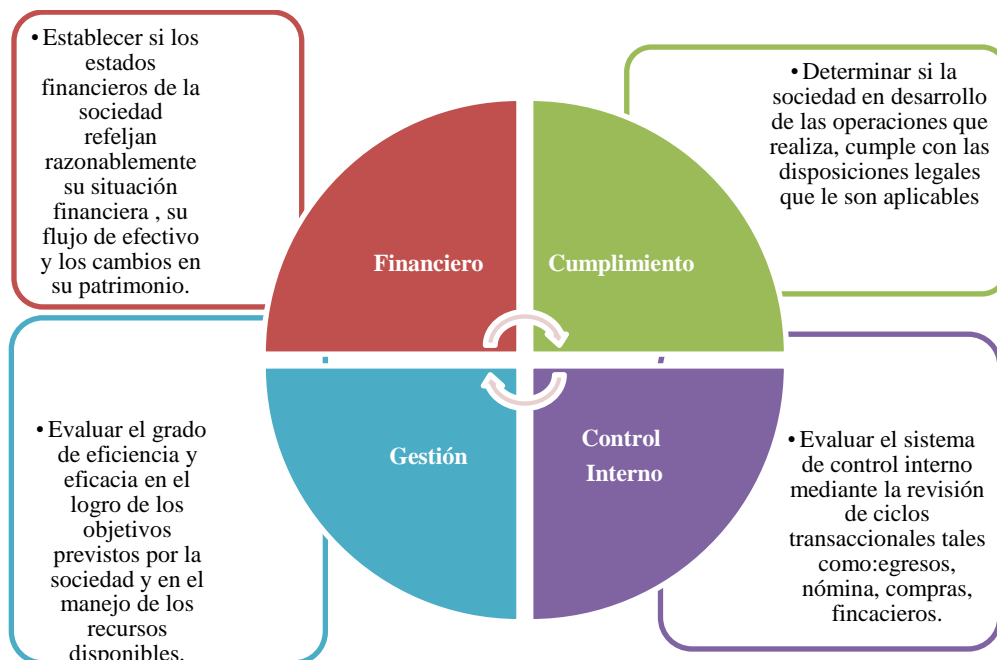 • Establecer si los
estados
financieros de la
sociedad
refeljan
razonablemente
su situación
financiera , su
flujo de efectivo
y los cambios en
su patrimonio.
• Determinar si la
sociedad en desarrollo
de las operaciones que
realiza, cumple con las
disposiciones legales
que le son aplicables
Financiero
Cumplimiento
Gestión
Control
Interno
• Evaluar el grado
de eficiencia y
eficacia en el
logro de los
objetivos
previstos por la
sociedad y en el
manejo de los
recursos
disponibles.
• Evaluar el sistema
de control interno
mediante la revisión
de ciclos
transaccionales tales
como:egresos,
nómina, compras,
fincacieros.